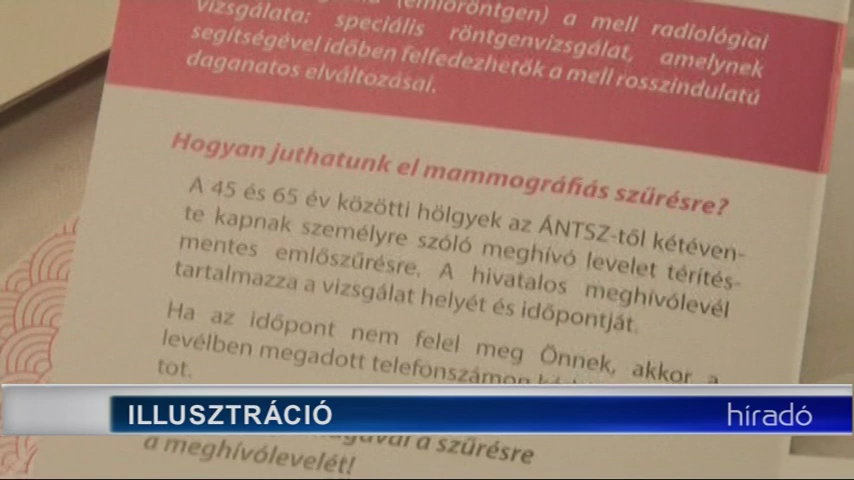 (emlőröntgen) a mell radiológiai
vizsgálata: speciális röntgenvizsgálat, amelynek
segítségével időben felfedezhetők a mell rosszindulatú
daganatos elváltozásai.
Hogyan juthatunk el mammográfiás szűrésre?
A 45 és 65 év közötti hölgyek az ÁNTSZ-től kétéven-
te kapnak személyre szóló meghívó levelet térítés-
mentes emlőszűrésre. A hivatalos meghívólevél
tartalmazza a vizsgálat helyét és időpontját.
Ha az időpont nem felel meg Önnek, akkor a
levélben megadott telefonszámon
tot.
ILLUSZTRÁCIÓ
híradó
a szűrésre
a meghívólevelét!